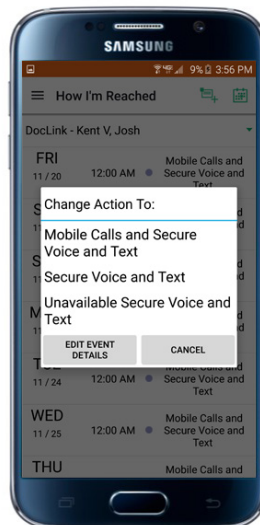 SAMSUNG
9% 3:56 PM
How I'm Reached
DocLink - Kent V, Josh
FRI
11 / 20
12:00 AM
Mobile Calls and
Secure Voice and
Text
Change Action To:
Mobile Calls and Secure
Voice and Text
Secure Voice and Text
Unavailable Secure Voice and
Text
EDIT EVENT
DETAILS
CANCEL
11 / 24
12:00 AM
Secure Voice and
Text
WED
11 / 25
12:00 AM
Mobile Calls and
Secure Voice and
Text
THU
Mobile Calls and